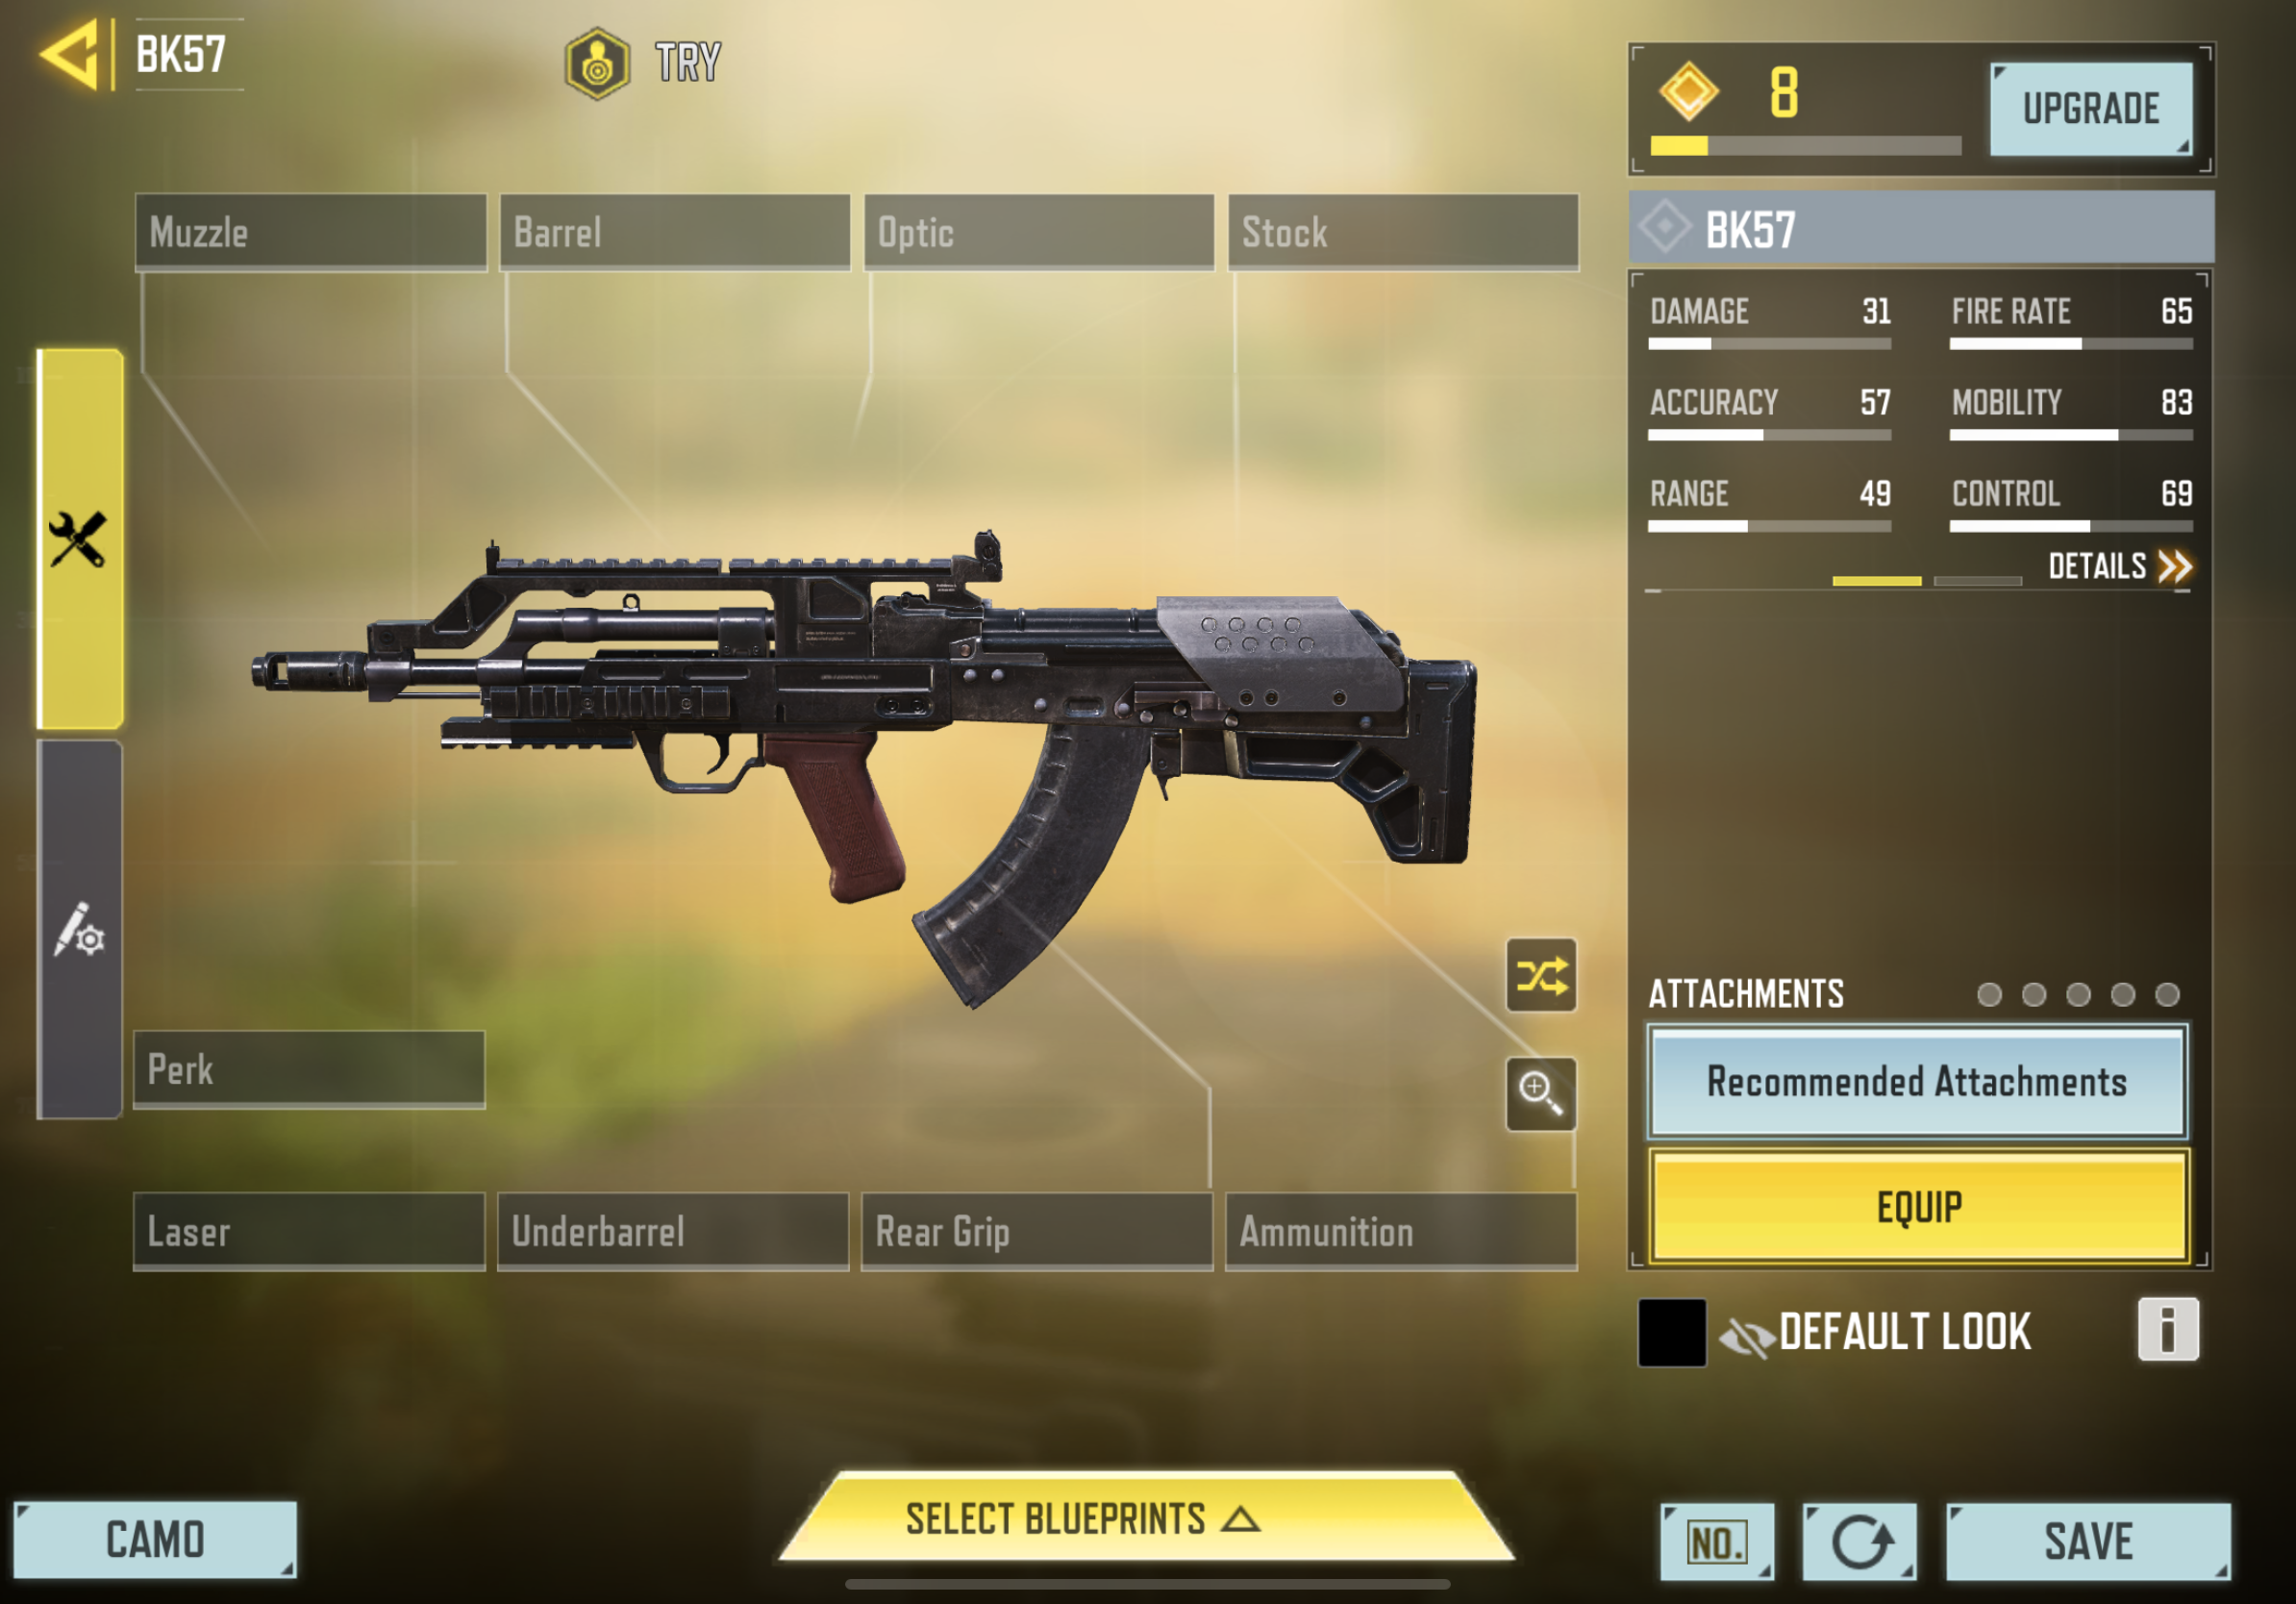 BK57
TRY
8
UPGRADE
Muzzle
Barrel
Optic
Stock
BK57
DAMAGE 31
FIRE RATE 65
ACCURACY 57
MOBILITY 83
RANGE 49
CONTROL 69
DETAILS
ATTACHMENTS
Recommended Attachments
EQUIP
Perk
Laser
Underbarrel
Rear Grip
Ammunition
DEFAULT LOOK
CAMO
SELECT BLUEPRINTS
NO.
SAVE